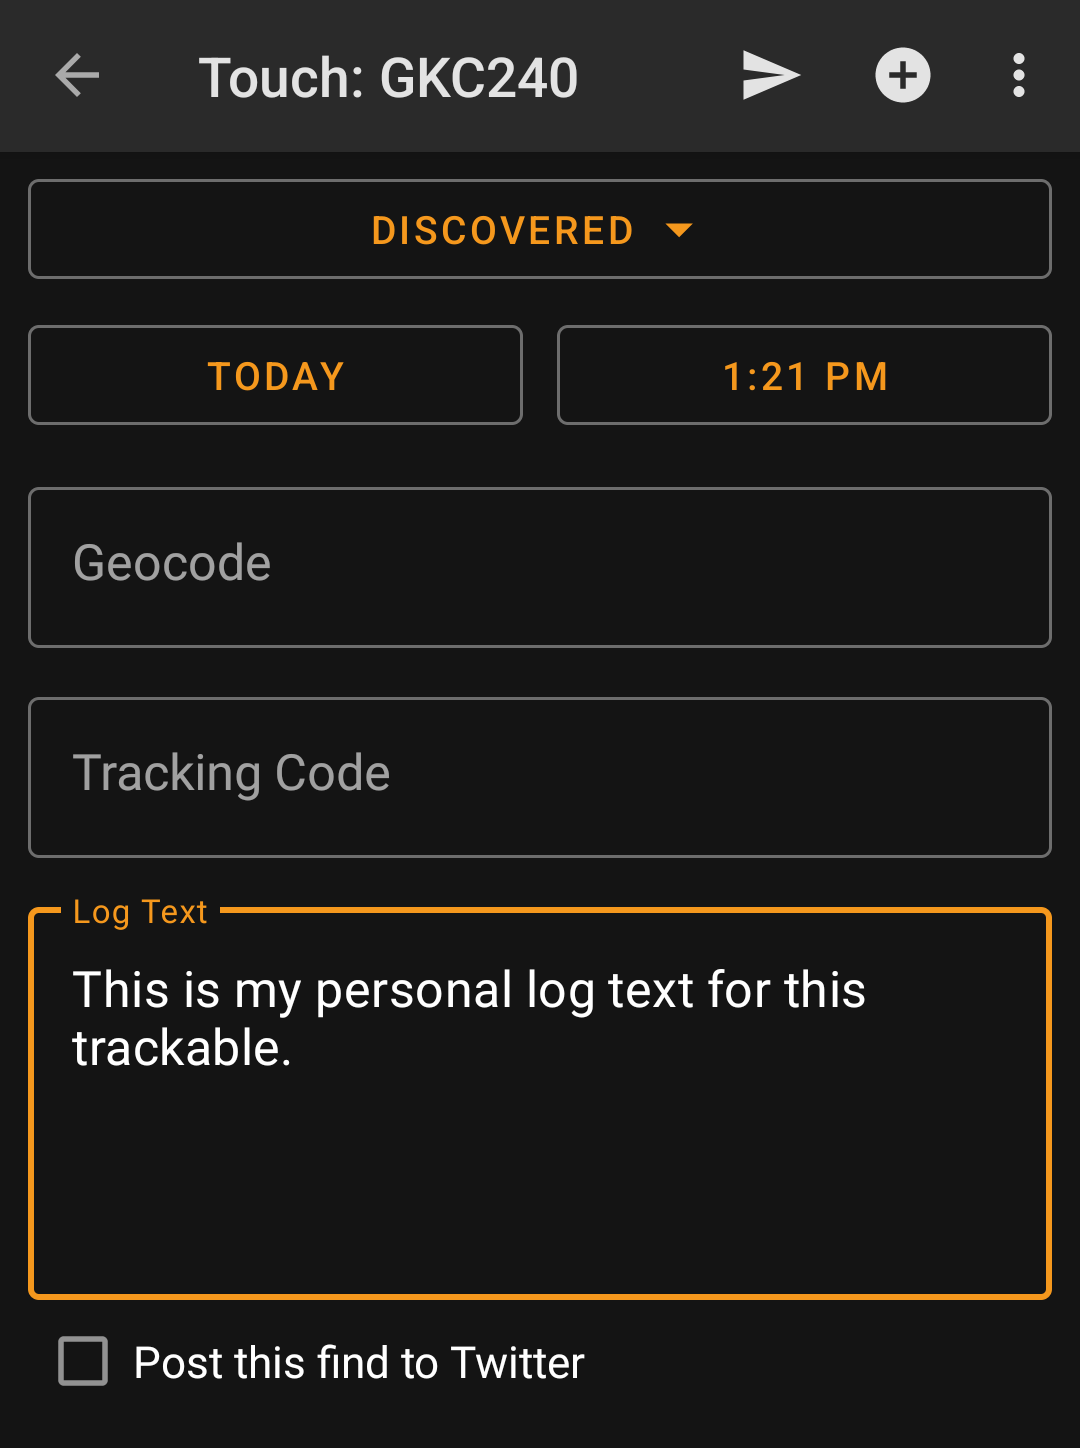 Touch: GKC240
DISCOVERED
TODAY
1:21 PM
Geocode
Tracking Code
Log Text
This is my personal log text for this
trackable.
Post this find to Twitter